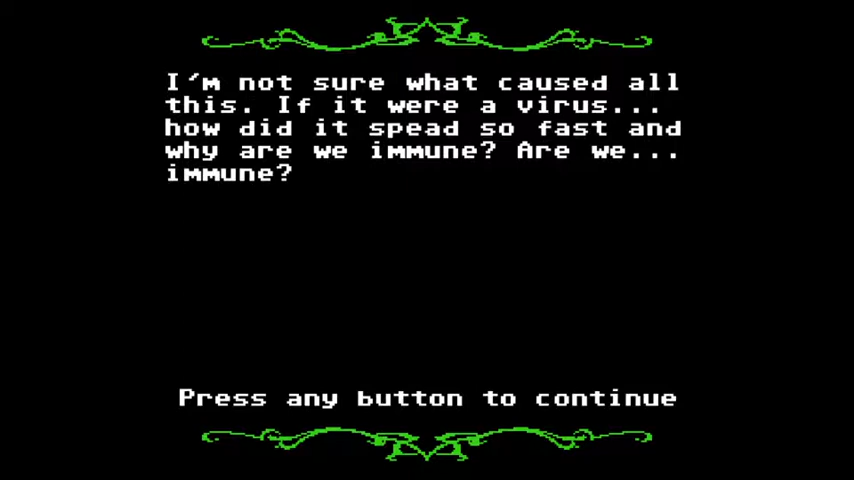 I'm not sure what caused all
this. If it were a virus...
how did it spead so fast and
why are we immune? Are we...
immune?
Press any button to continue